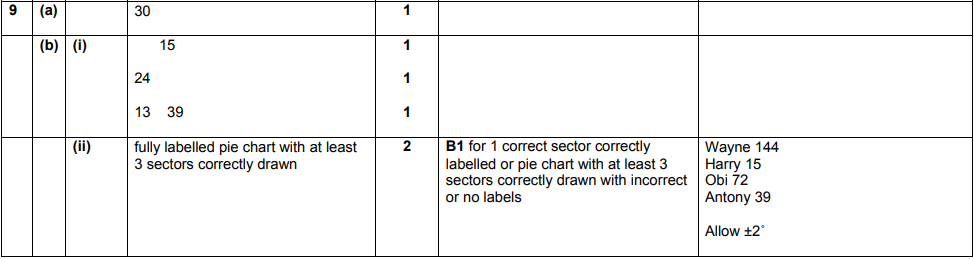 9 (a) 30 1
(b) (i) 15 1
24 1
13 39 1
(ii) fully labelled pie chart with at least 2 B1 for 1 correct sector correctly Wayne 144
3 sectors correctly drawn labelled or pie chart with at least 3 Harry 15
sectors correctly drawn with incorrect Obi 72
or no labels Antony 39
Allow ±2˚